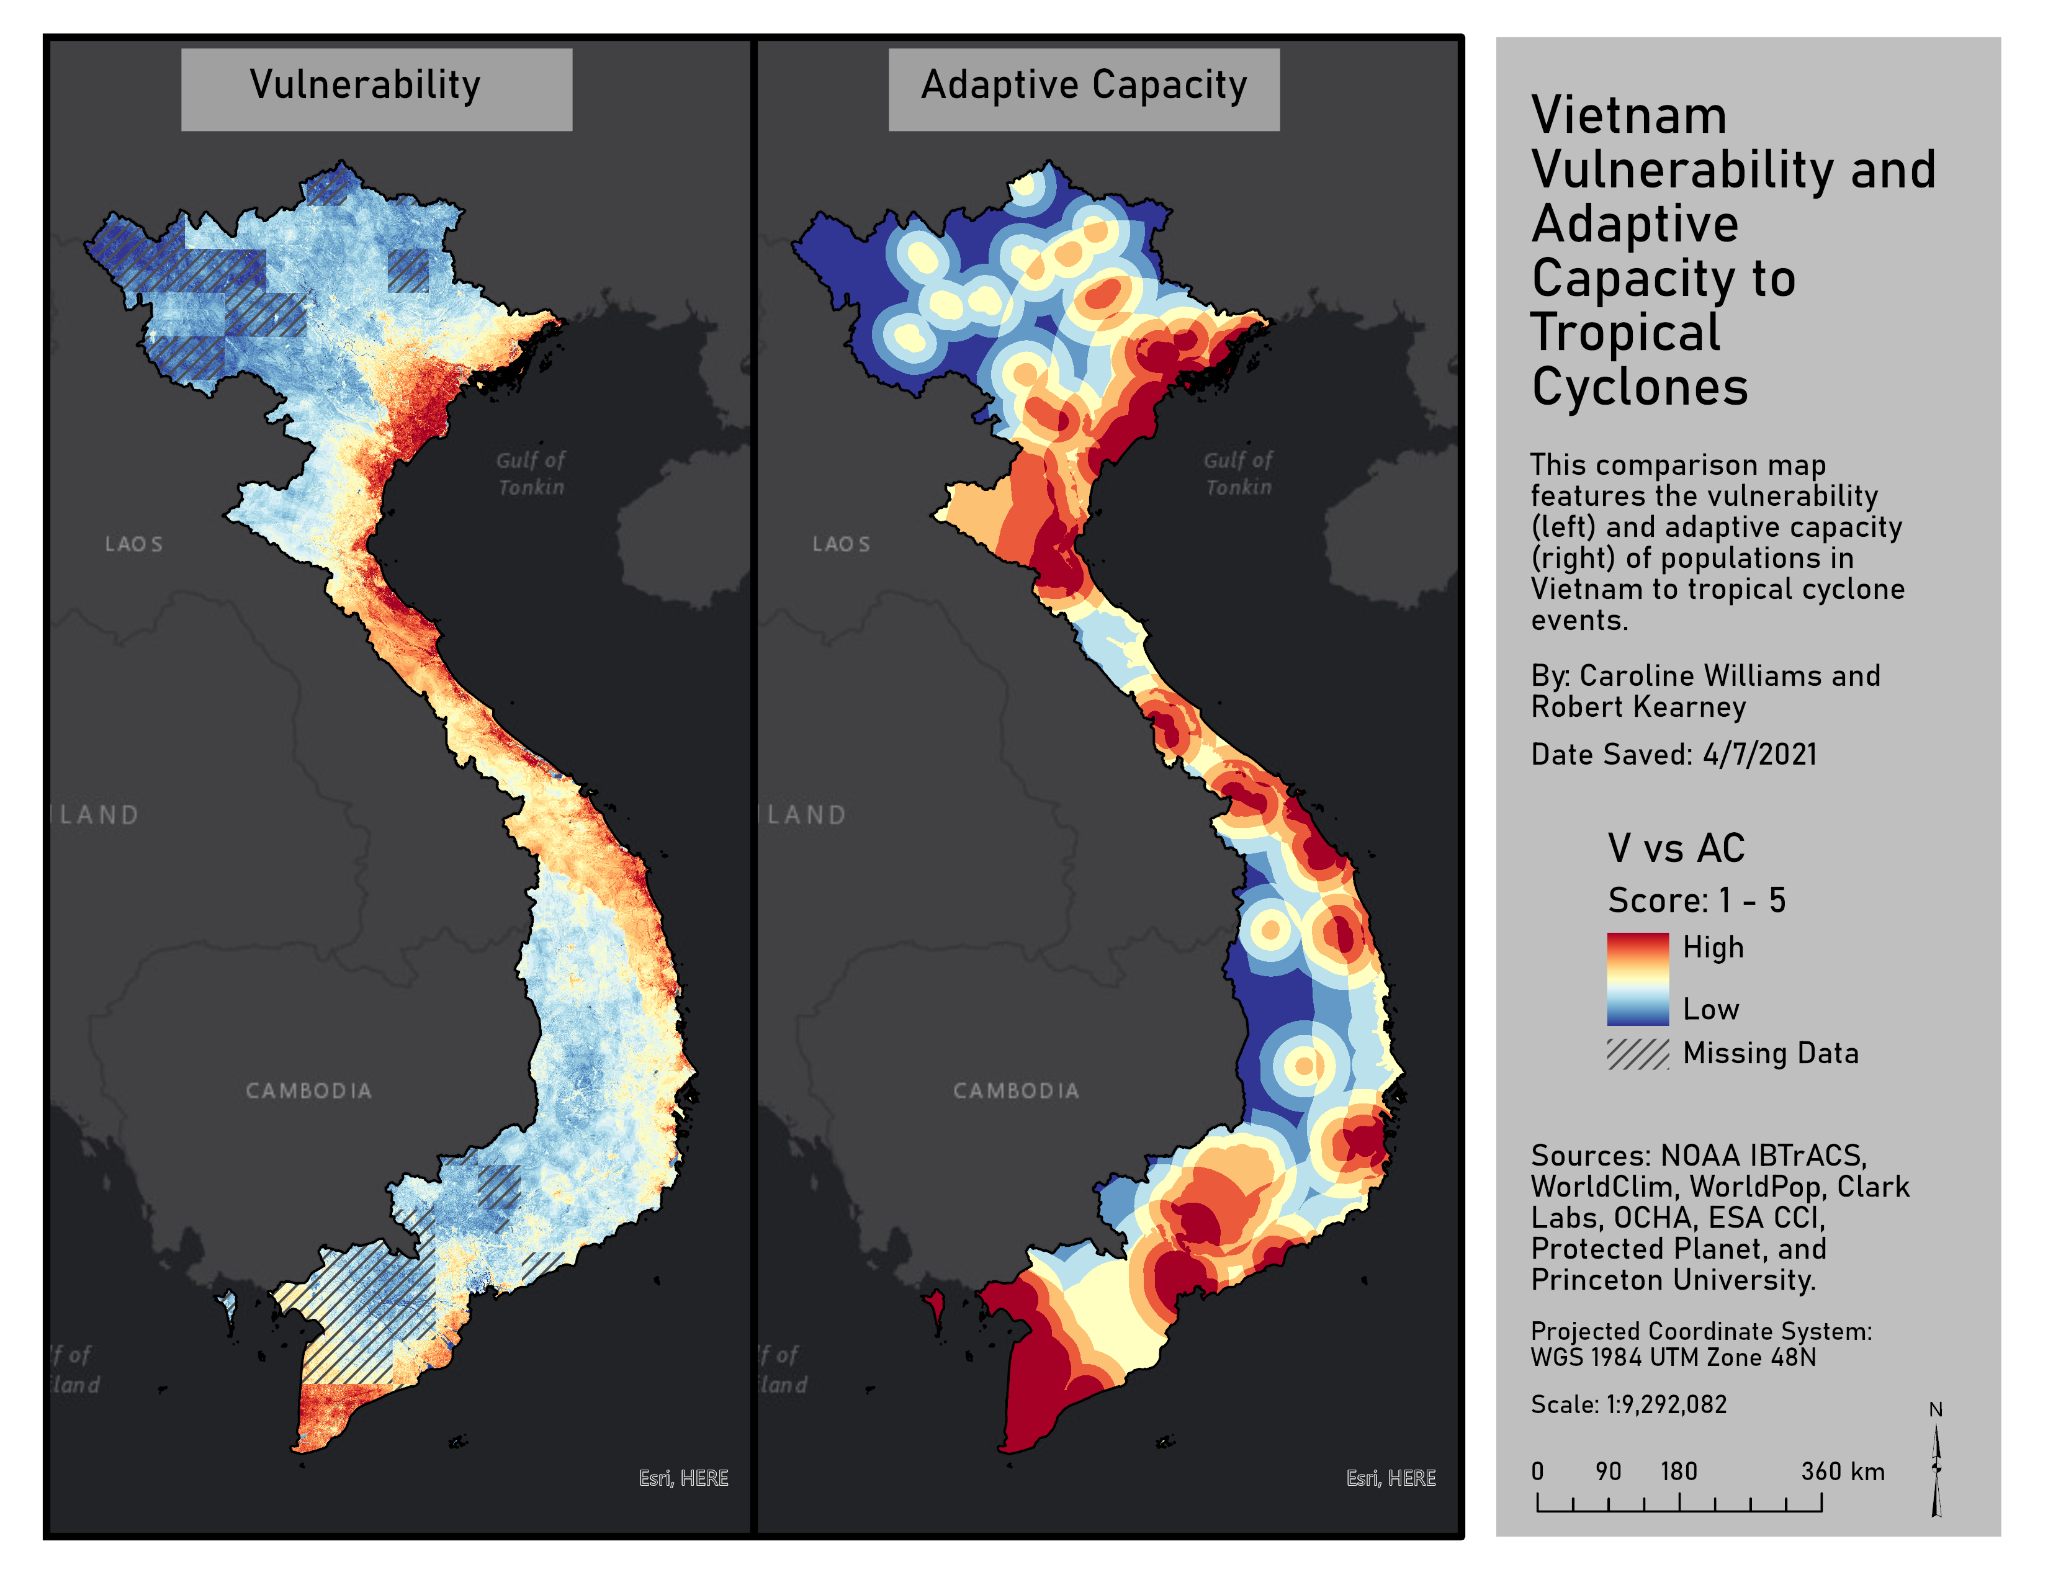 Vulnerability
Gulf of
Tonkin
LAOS
ILAND
CAMBODIA
lf of
land
Esri, HERE
Adaptive Capacity
Gulf of
Tonkin
LAOS
LAND
CAMBODIA
lf of
land
Esri, HERE
Vietnam
Vulnerability and
Adaptive
Capacity to
Tropical
Cyclones
This comparison map
features the vulnerability
(left) and adaptive capacity
(right) of populations in
Vietnam to tropical cyclone
events.
By: Caroline Williams and
Robert Kearney
Date Saved: 4/7/2021
V vs AC
Score: 1 - 5
High
Low
Missing Data
Sources: NOAA IBTrACS,
WorldClim, WorldPop, Clark
Labs, OCHA, ESA CCI,
Protected Planet, and
Princeton University.
Projected Coordinate System:
WGS 1984 UTM Zone 48N
Scale: 1:9,292,082
N
0 90 180 360 km